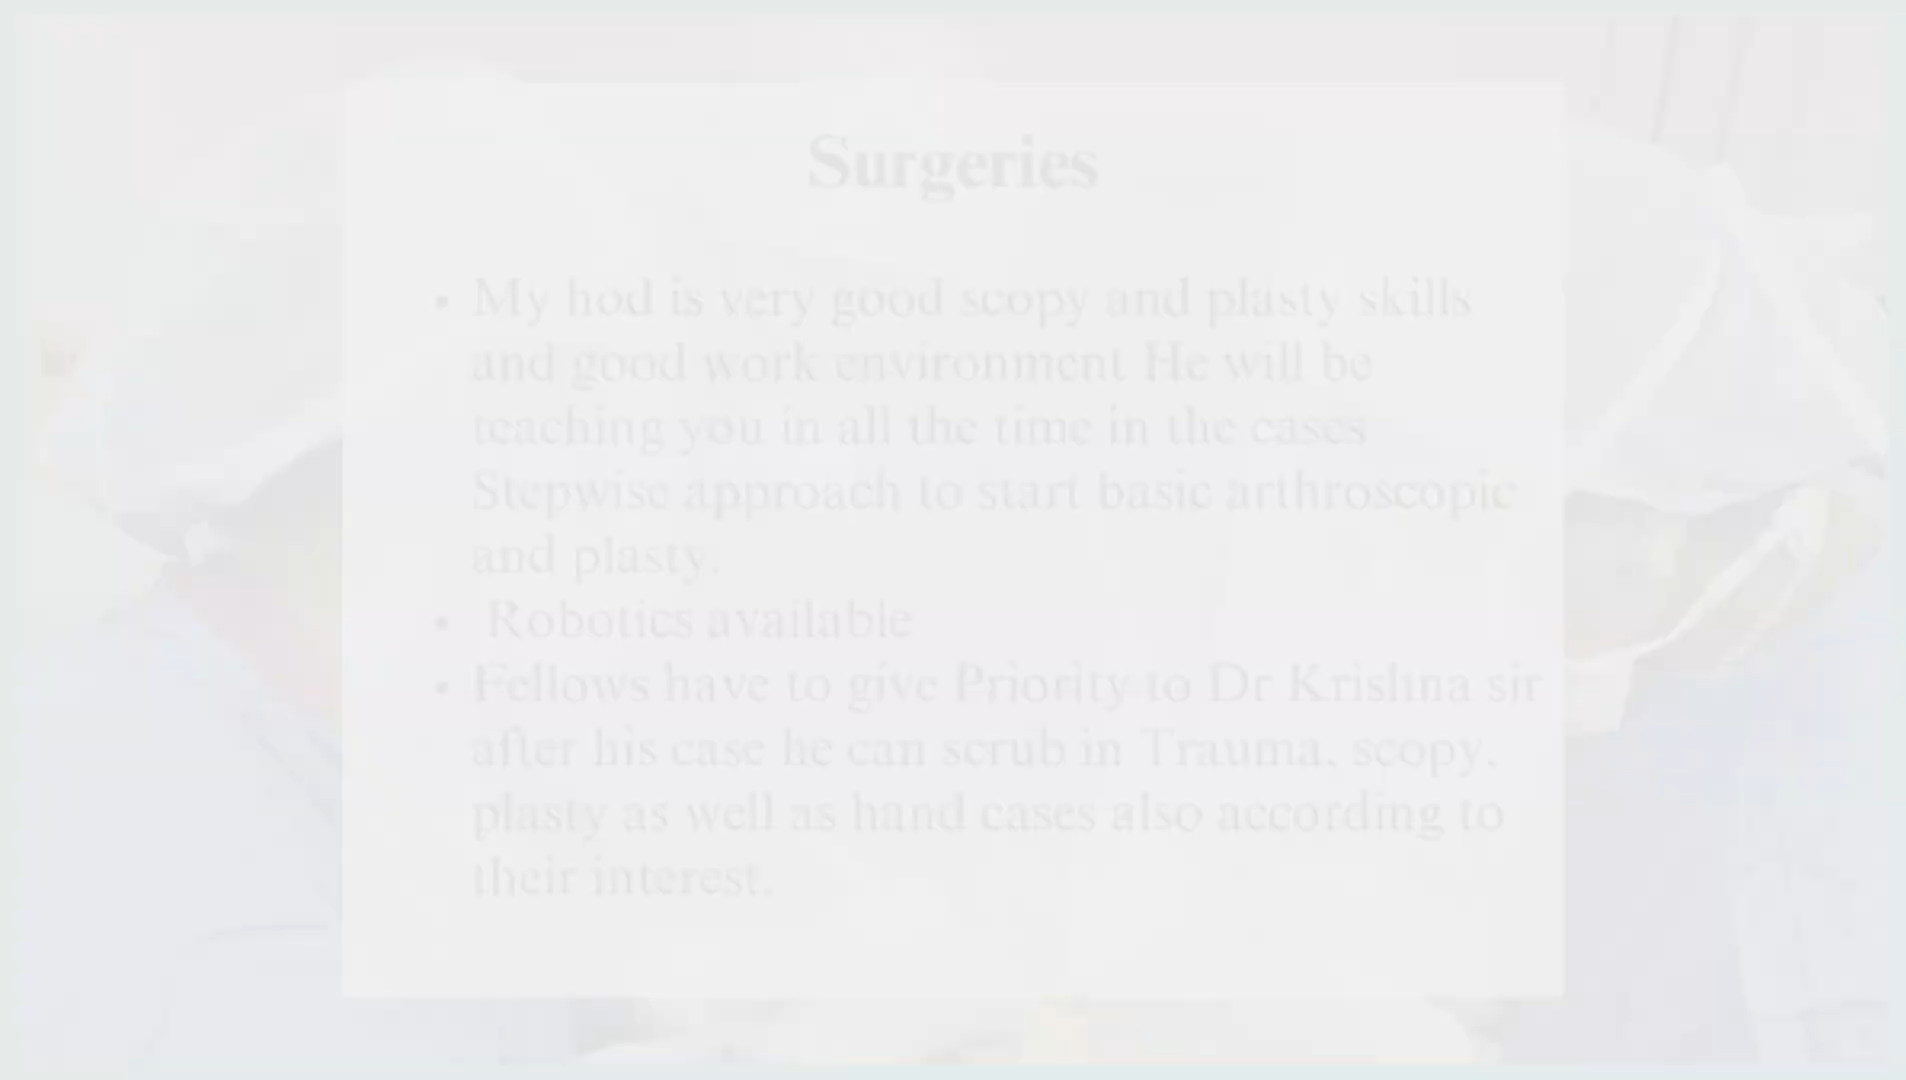 Surgeries
• My hod is very good scopy and plasty skills
and good work environment He will be
teaching you in all the time in the cases
Stepwise approach to start basic arthroscopic
and plasty.
• Robotics available
• Fellows have to give Priority to Dr Krishna sir
after his case he can scrub in Trauma, scopy,
plasty as well as hand cases also according to
their interest.